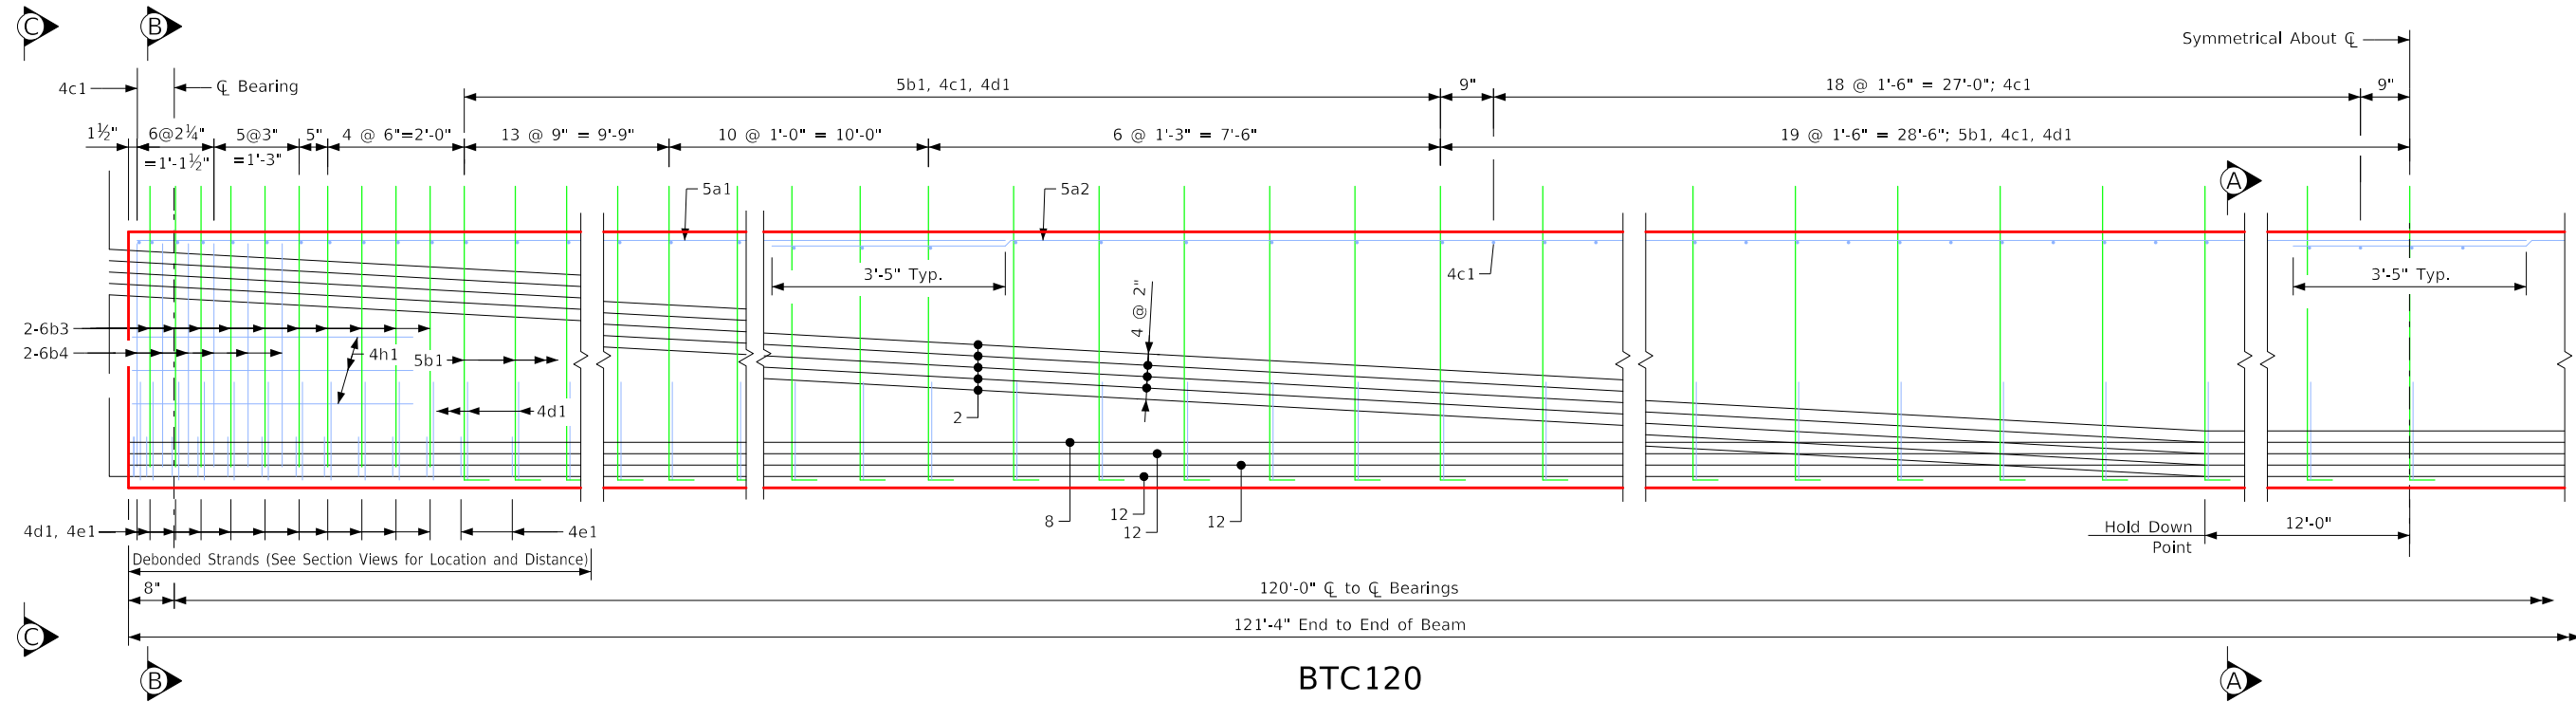 C
B
Symmetrical About ℄
4c1
℄ Bearing
5b1, 4c1, 4d1
9"
18 @ 1'-6" = 27'-0"; 4c1
9"
1½"
6@2¼"
=1'-1½"
5@3"
=1'-3"
5"
4 @ 6"=2'-0"
13 @ 9" = 9'-9"
10 @ 1'-0" = 10'-0"
6 @ 1'-3" = 7'-6"
19 @ 1'-6" = 28'-6"; 5b1, 4c1, 4d1
A
5a1
5a2
3'-5" Typ.
4c1
3'-5" Typ.
4 @ 2"
2-6b3
2-6b4
4h1
5b1
4d1
2
8
12
12
12
4d1, 4e1
4e1
Hold Down
Point
12'-0"
Debonded Strands (See Section Views for Location and Distance)
8"
120'-0" ℄ to ℄ Bearings
121'-4" End to End of Beam
C
B
A
BTC120